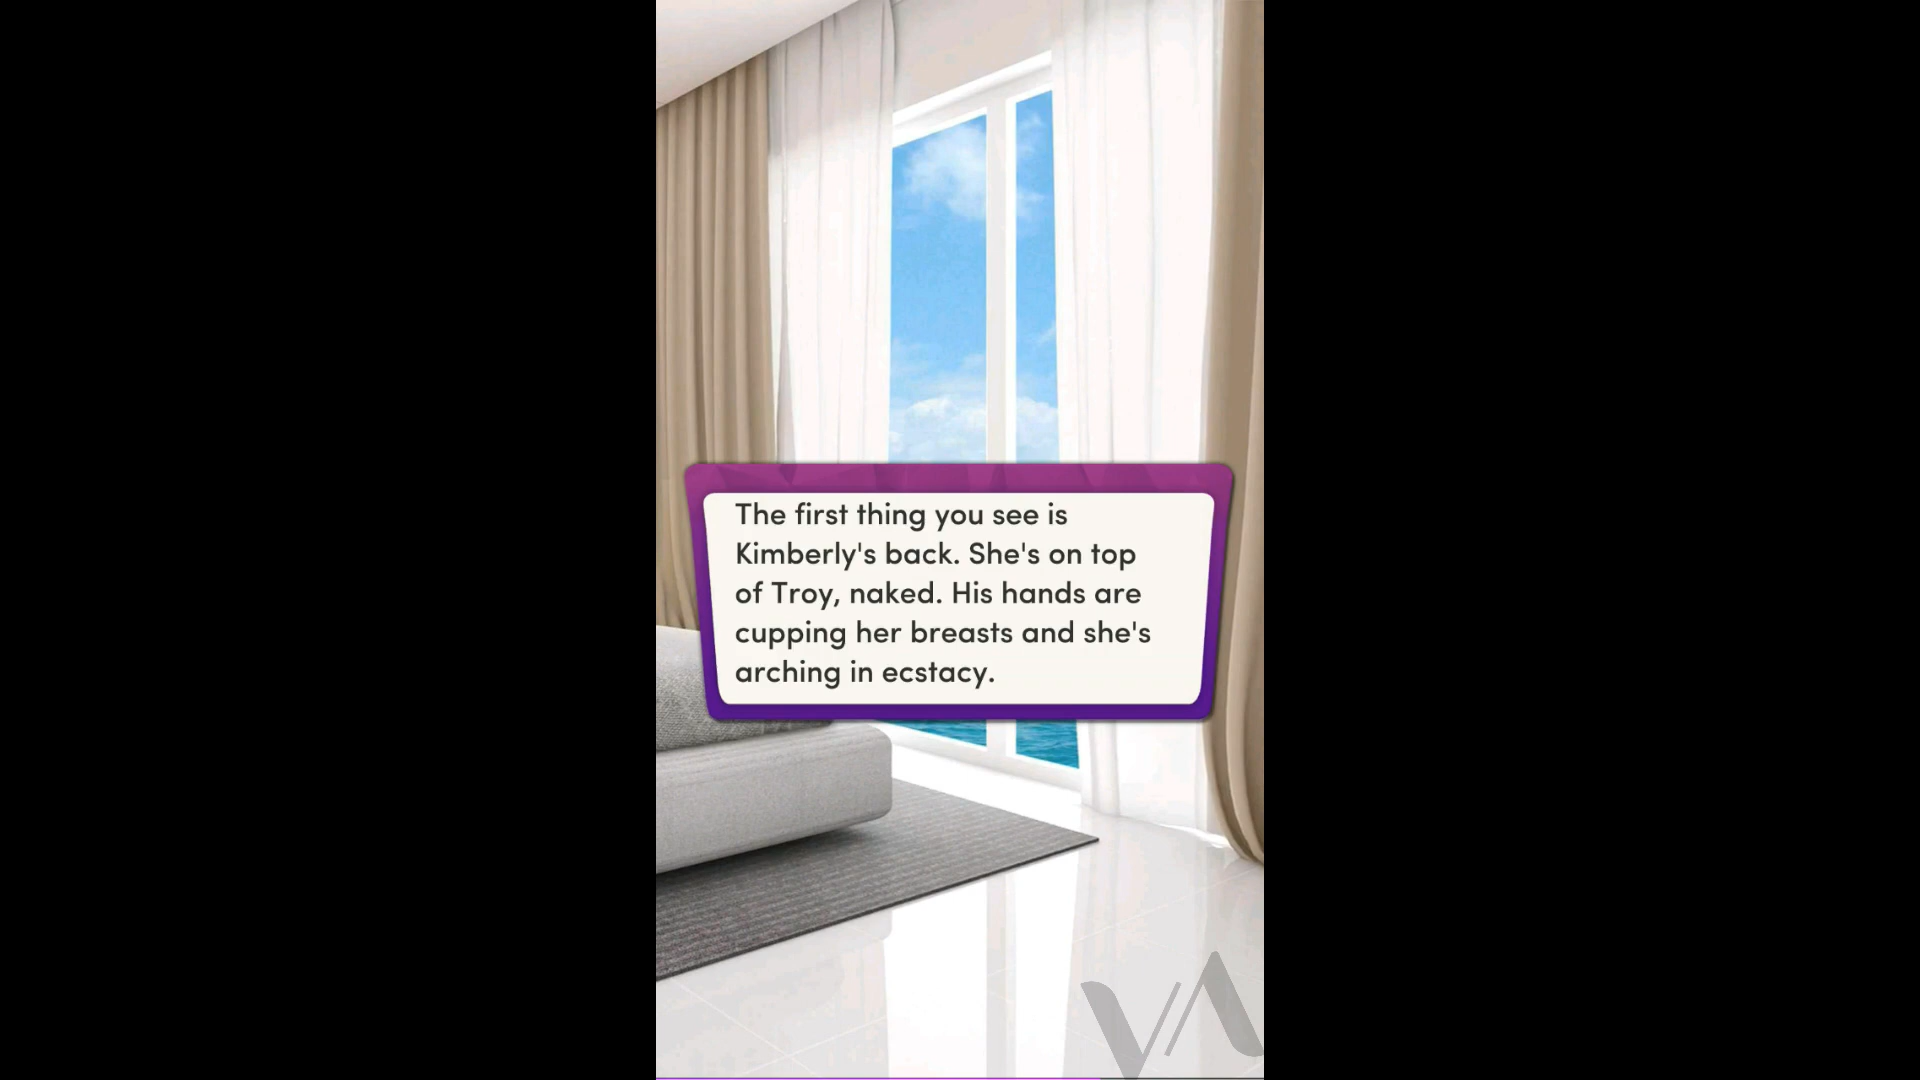 The first thing you see is
Kimberly's back. She's on top
of Troy, naked. His hands are
cupping her breasts and she's
arching in ecstacy.
VA